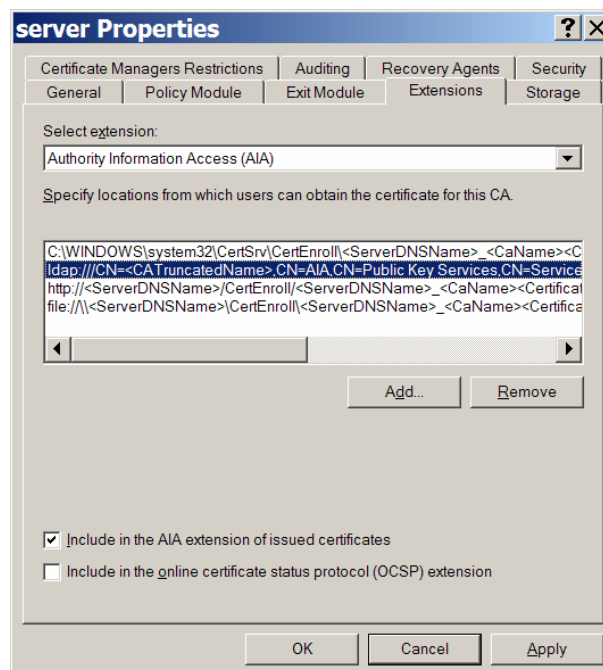 server Properties
Certificate Managers Restrictions Auditing Recovery Agents Security
General Policy Module Exit Module Extensions Storage
Select extension:
Authority Information Access (AIA)
Specify locations from which users can obtain the certificate for this CA.
C:\WINDOWS\system32\CertSrv\CertEnroll\<ServerDNSName>_<CaName><C
ldap:///CN=<CATruncatedName>,CN=AIA,CN=Public Key Services,CN=Service
http://<ServerDNSName>/CertEnroll/<ServerDNSName>_<CaName><Certificat
file://\\<ServerDNSName>\CertEnroll\<ServerDNSName>_<CaName><Certifica
Add... Remove
Include in the AIA extension of issued certificates
Include in the online certificate status protocol (OCSP) extension
OK Cancel Apply